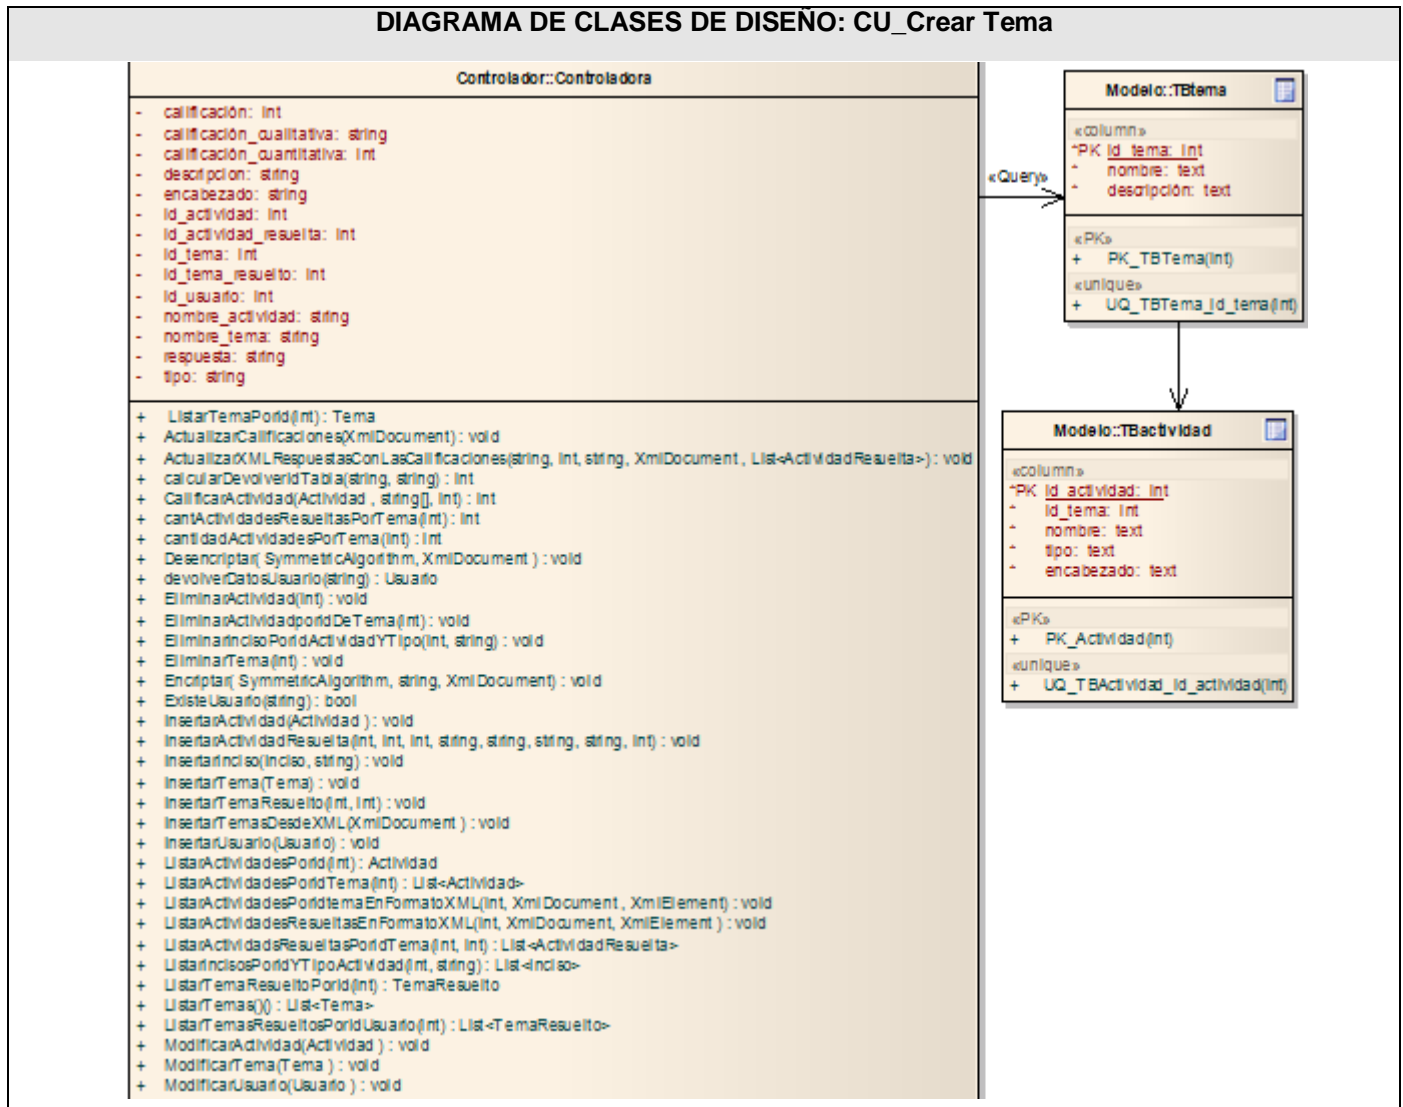 DIAGRAMA DE CLASES DE DISEÑO: CU_Crear Tema
Controlador::Controladora
- calificación: int
- calificación_cualitativa: string
- calificación_cuantitativa: int
- descripcion: string
- encabezado: string
- id_actividad: int
- id_actividad_resuelta: int
- id_tema: int
- id_tema_resuelto: int
- id_usuario: int
- nombre_actividad: string
- nombre_tema: string
- respuesta: string
- tipo: string
+ ListarTemaPorId(int) : Tema
+ ActualizarCalificaciones(XmlDocument) : void
+ ActualizarXMLRespuestasConLasCalificaciones(string, int, string, XmlDocument , List<ActividadResuelta>) : void
+ calcularDevolverIdTabla(string, string) : int
+ CalificarActividad(Actividad , string[], int) : int
+ cantActividadesResueltasPorTema(int) : int
+ cantidadActividadesPorTema(int) : int
+ Desencriptar( SymmetricAlgorithm, XmlDocument ) : void
+ devolverDatosUsuario(string) : Usuario
+ EliminarActividad(int) : void
+ EliminarActividadporIdDeTema(int) : void
+ EliminarIncisoPorIdActividadYTipo(int, string) : void
+ EliminarTema(int) : void
+ Encriptar( SymmetricAlgorithm, string, XmlDocument) : void
+ ExisteUsuario(string) : bool
+ InsertarActividad(Actividad ) : void
+ InsertarActividadResuelta(int, int, int, string, string, string, string, int) : void
+ InsertarInciso(Inciso, string) : void
+ InsertarTema(Tema) : void
+ InsertarTemaResuelto(int, int) : void
+ InsertarTemasDesdeXML(XmlDocument ) : void
+ InsertarUsuario(Usuario) : void
+ ListarActividadesPorId(int) : Actividad
+ ListarActividadesPorIdTema(int) : List<Actividad>
+ ListarActividadesPorIdtemaEnFormatoXML(int, XmlDocument , XmlElement) : void
+ ListarActividadesResueltasEnFormatoXML(int, XmlDocument, XmlElement ) : void
+ ListarActividadsResueltasPorIdTema(int, int) : List<ActividadResuelta>
+ ListarIncisosPorIdYTipoActividad(int, string) : List<Inciso>
+ ListarTemaResueltoPorId(int) : TemaResuelto
+ ListarTemas()() : List<Tema>
+ ListarTemasResueltosPorIdUsuario(int) : List<TemaResuelto>
+ ModificarActividad(Actividad ) : void
+ ModificarTema(Tema ) : void
+ ModificarUsuario(Usuario ) : void
«Query»
Modelo::TBtema
«column»
*PK id_tema: int
* nombre: text
* descripción: text
«PK»
+ PK_TBTema(int)
«unique»
+ UQ_TBTema_id_tema(int)
Modelo::TBactividad
«column»
*PK id_actividad: int
* id_tema: int
* nombre: text
* tipo: text
* encabezado: text
«PK»
+ PK_Actividad(int)
«unique»
+ UQ_TBActividad_id_actividad(int)